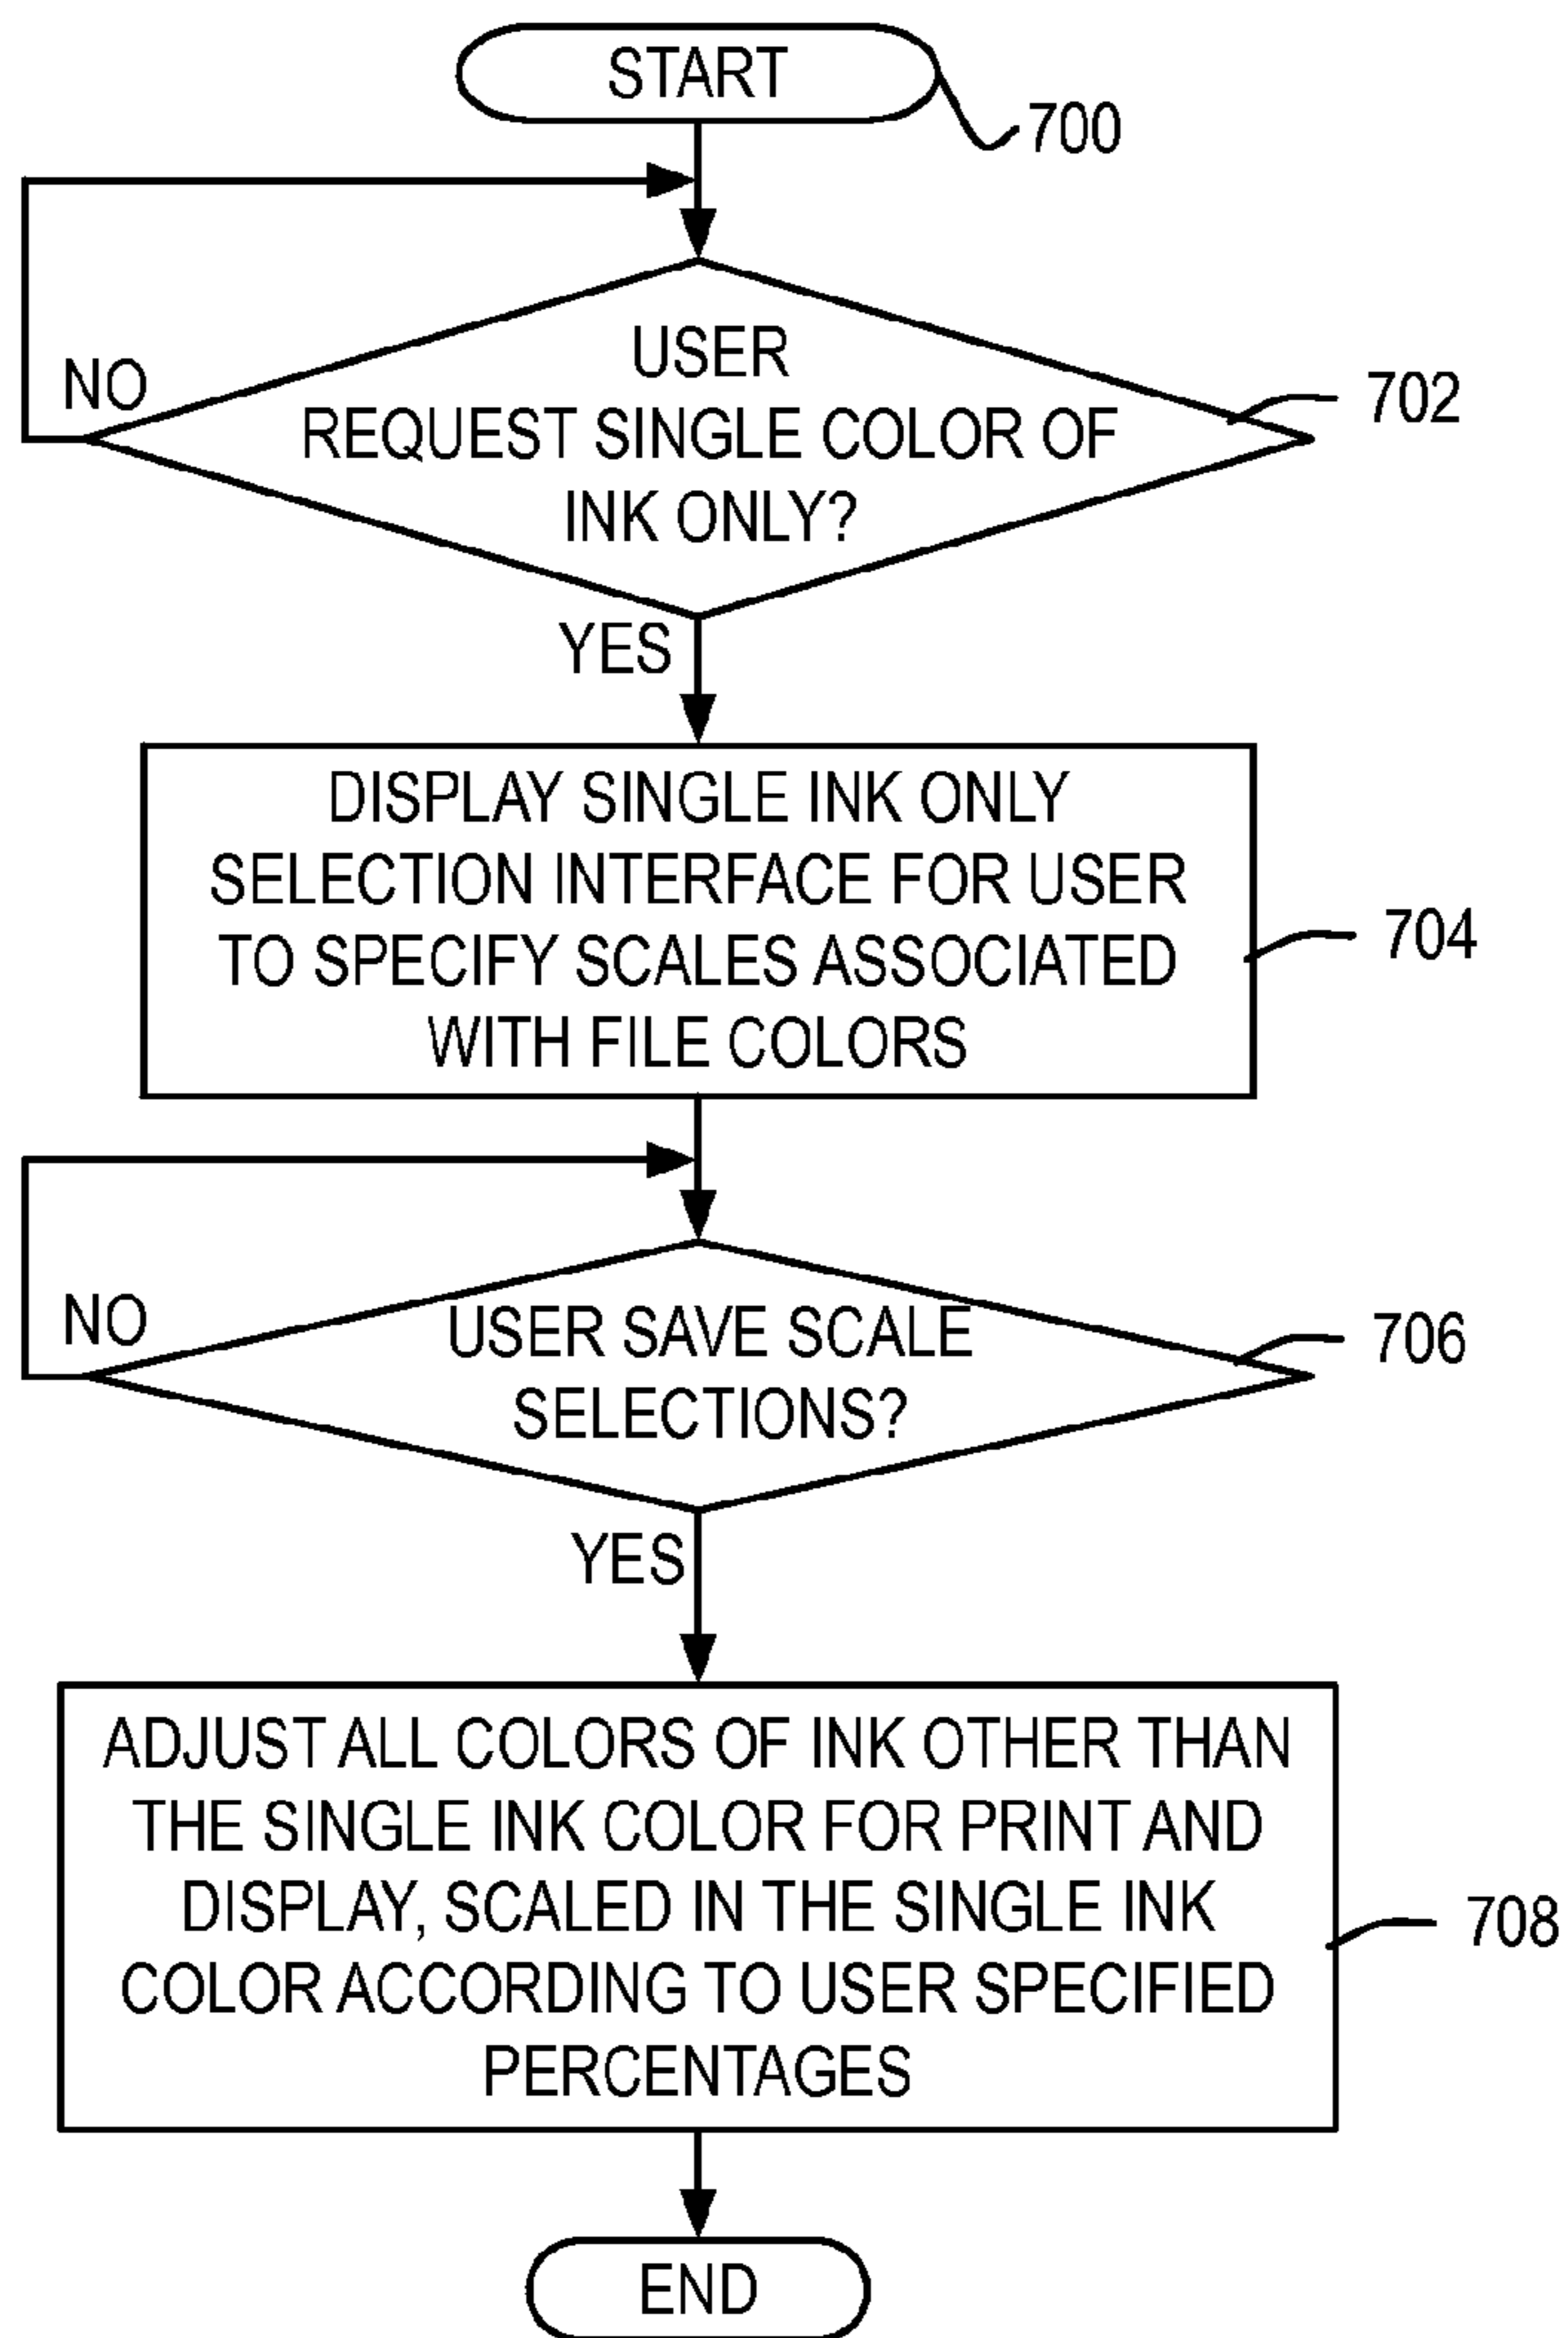 START
700
NO
USER
REQUEST SINGLE COLOR OF
INK ONLY?
702
YES
DISPLAY SINGLE INK ONLY
SELECTION INTERFACE FOR USER
TO SPECIFY SCALES ASSOCIATED
WITH FILE COLORS
704
NO
USER SAVE SCALE
SELECTIONS?
706
YES
ADJUST ALL COLORS OF INK OTHER THAN
THE SINGLE INK COLOR FOR PRINT AND
DISPLAY, SCALED IN THE SINGLE INK
COLOR ACCORDING TO USER SPECIFIED
PERCENTAGES
708
END